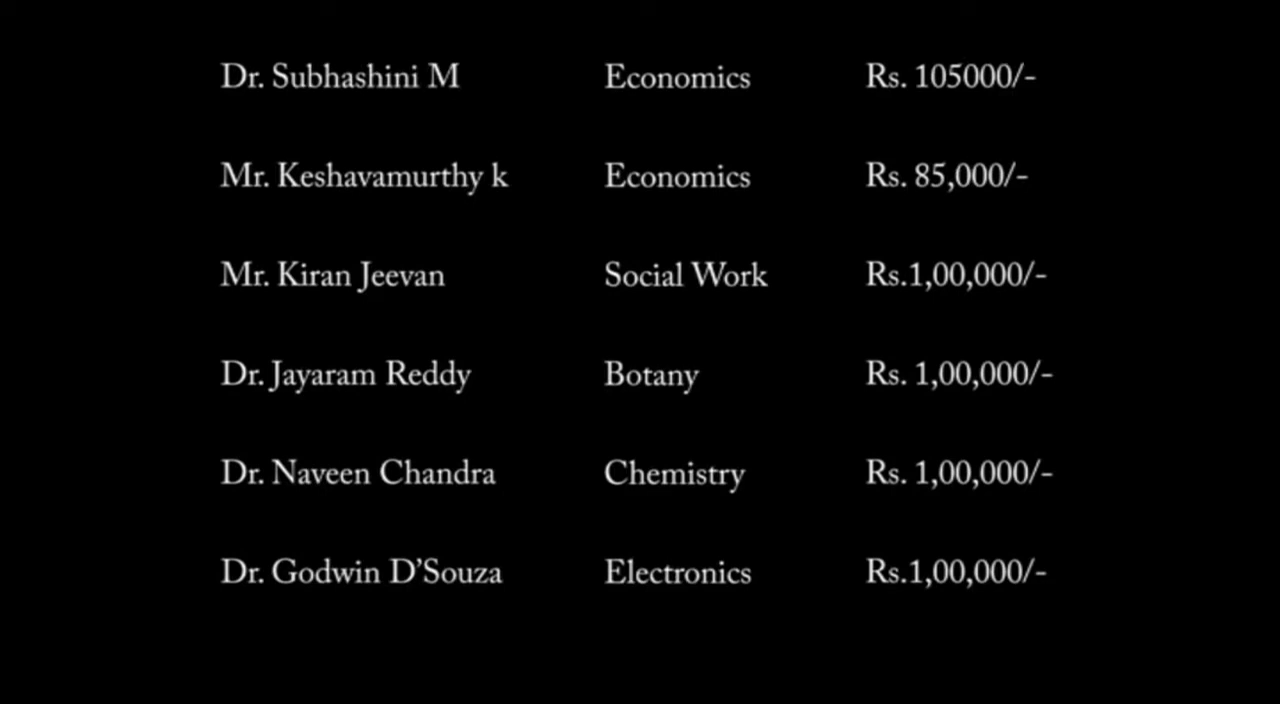 Dr. Subhashini M Economics Rs. 105000/-
Mr. Keshavamurthy k Economics Rs. 85,000/-
Mr. Kiran Jeevan Social Work Rs.1,00,000/-
Dr. Jayaram Reddy Botany Rs. 1,00,000/-
Dr. Naveen Chandra Chemistry Rs. 1,00,000/-
Dr. Godwin D’Souza Electronics Rs.1,00,000/-